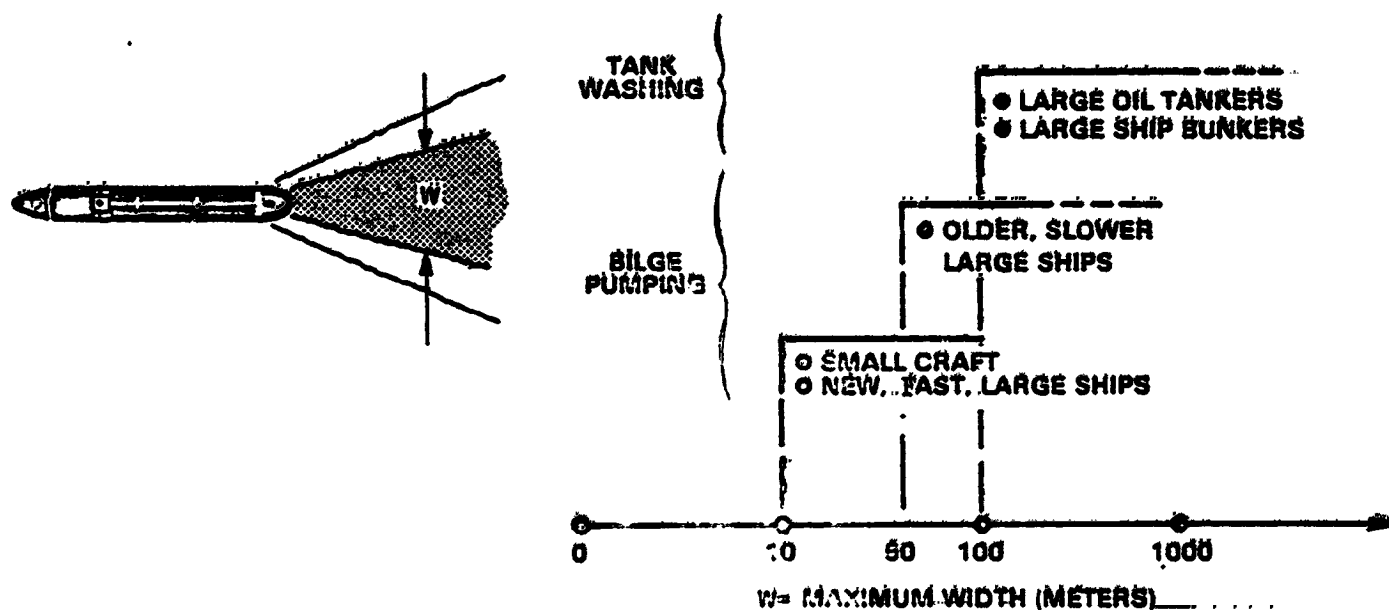 W
TANK
WASHING
● LARGE OIL TANKERS
● LARGE SHIP BUNKERS
BILGE
PUMPING
● OLDER, SLOWER
LARGE SHIPS
○ SMALL CRAFT
○ NEW, FAST, LARGE SHIPS
0 10 50 100 1000
W= MAXIMUM WIDTH (METERS)